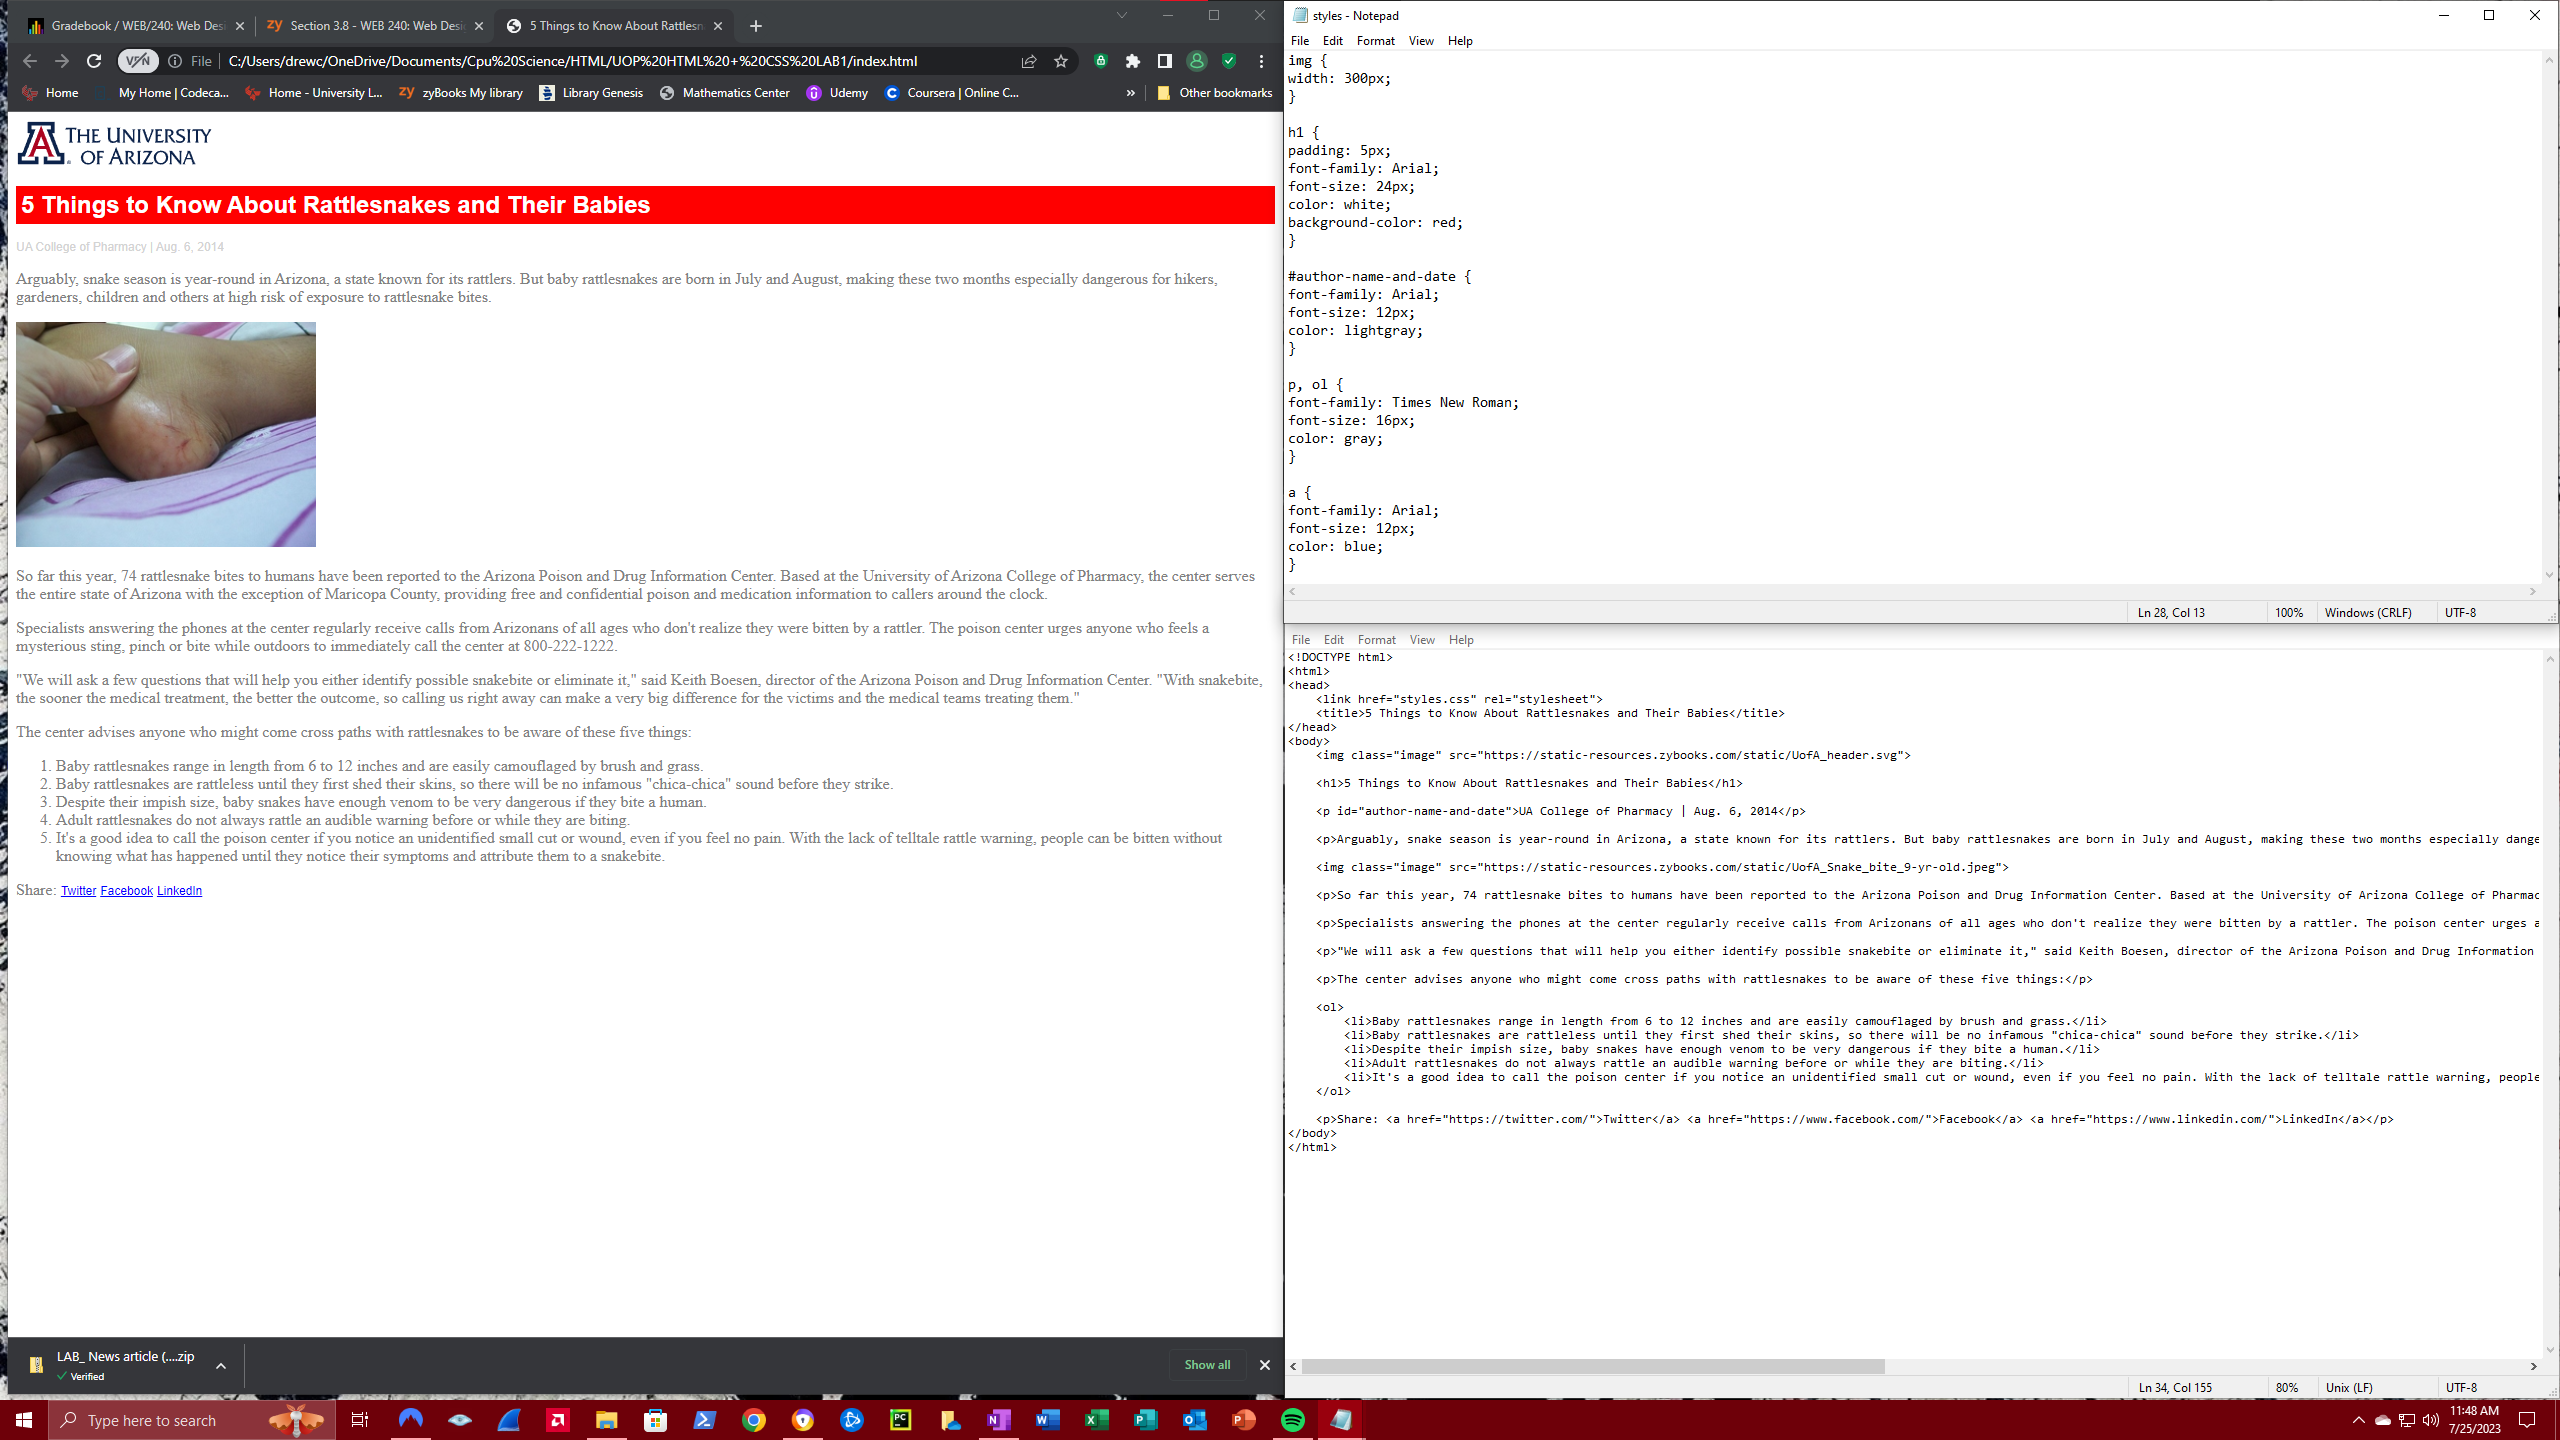 Gradebook / WEB/240: Web Des
Section 3.8 - WEB 240: Web Desig
5 Things to Know About Rattlesn
File
C:/Users/drewc/OneDrive/Documents/Cpu%20Science/HTML/UOP%20HTML%20+%20CSS%20LAB1/index.html
Home
My Home | Codeca...
Home - University L...
zyBooks My library
Library Genesis
Mathematics Center
Udemy
Coursera | Online C...
»
Other bookmarks
THE UNIVERSITY
OF ARIZONA
5 Things to Know About Rattlesnakes and Their Babies
UA College of Pharmacy | Aug. 6, 2014
Arguably, snake season is year-round in Arizona, a state known for its rattlers. But baby rattlesnakes are born in July and August, making these two months especially dangerous for hikers,
gardeners, children and others at high risk of exposure to rattlesnake bites.
So far this year, 74 rattlesnake bites to humans have been reported to the Arizona Poison and Drug Information Center. Based at the University of Arizona College of Pharmacy, the center serves
the entire state of Arizona with the exception of Maricopa County, providing free and confidential poison and medication information to callers around the clock.
Specialists answering the phones at the center regularly receive calls from Arizonans of all ages who don't realize they were bitten by a rattler. The poison center urges anyone who feels a
mysterious sting, pinch or bite while outdoors to immediately call the center at 800-222-1222.
"We will ask a few questions that will help you either identify possible snakebite or eliminate it," said Keith Boesen, director of the Arizona Poison and Drug Information Center. "With snakebite,
the sooner the medical treatment, the better the outcome, so calling us right away can make a very big difference for the victims and the medical teams treating them."
The center advises anyone who might come cross paths with rattlesnakes to be aware of these five things:
1. Baby rattlesnakes range in length from 6 to 12 inches and are easily camouflaged by brush and grass.
2. Baby rattlesnakes are rattleless until they first shed their skins, so there will be no infamous "chica-chica" sound before they strike.
3. Despite their impish size, baby snakes have enough venom to be very dangerous if they bite a human.
4. Adult rattlesnakes do not always rattle an audible warning before or while they are biting.
5. It's a good idea to call the poison center if you notice an unidentified small cut or wound, even if you feel no pain. With the lack of telltale rattle warning, people can be bitten without
knowing what has happened until they notice their symptoms and attribute them to a snakebite.
Share: Twitter Facebook LinkedIn
LAB_ News article (....zip
Verified
Show all
styles - Notepad
File Edit Format View Help
img {
width: 300px;
}
h1 {
padding: 5px;
font-family: Arial;
font-size: 24px;
color: white;
background-color: red;
}
#author-name-and-date {
font-family: Arial;
font-size: 12px;
color: lightgray;
}
p, ol {
font-family: Times New Roman;
font-size: 16px;
color: gray;
}
a {
font-family: Arial;
font-size: 12px;
color: blue;
}
Ln 28, Col 13 100% Windows (CRLF) UTF-8
File Edit Format View Help
<!DOCTYPE html>
<html>
<head>
<link href="styles.css" rel="stylesheet">
<title>5 Things to Know About Rattlesnakes and Their Babies</title>
</head>
<body>
<img class="image" src="https://static-resources.zybooks.com/static/UofA_header.svg">
<h1>5 Things to Know About Rattlesnakes and Their Babies</h1>
<p id="author-name-and-date">UA College of Pharmacy | Aug. 6, 2014</p>
<p>Arguably, snake season is year-round in Arizona, a state known for its rattlers. But baby rattlesnakes are born in July and August, making these two months especially dange
<img class="image" src="https://static-resources.zybooks.com/static/UofA_Snake_bite_9-yr-old.jpeg">
<p>So far this year, 74 rattlesnake bites to humans have been reported to the Arizona Poison and Drug Information Center. Based at the University of Arizona College of Pharmac
<p>Specialists answering the phones at the center regularly receive calls from Arizonans of all ages who don't realize they were bitten by a rattler. The poison center urges a
<p>"We will ask a few questions that will help you either identify possible snakebite or eliminate it," said Keith Boesen, director of the Arizona Poison and Drug Information
<p>The center advises anyone who might come cross paths with rattlesnakes to be aware of these five things:</p>
<ol>
<li>Baby rattlesnakes range in length from 6 to 12 inches and are easily camouflaged by brush and grass.</li>
<li>Baby rattlesnakes are rattleless until they first shed their skins, so there will be no infamous "chica-chica" sound before they strike.</li>
<li>Despite their impish size, baby snakes have enough venom to be very dangerous if they bite a human.</li>
<li>Adult rattlesnakes do not always rattle an audible warning before or while they are biting.</li>
<li>It's a good idea to call the poison center if you notice an unidentified small cut or wound, even if you feel no pain. With the lack of telltale rattle warning, people
</ol>
<p>Share: <a href="https://twitter.com/">Twitter</a> <a href="https://www.facebook.com/">Facebook</a> <a href="https://www.linkedin.com/">LinkedIn</a></p>
</body>
</html>
Ln 34, Col 155 80% Unix (LF) UTF-8
Type here to search
11:48 AM
7/25/2023